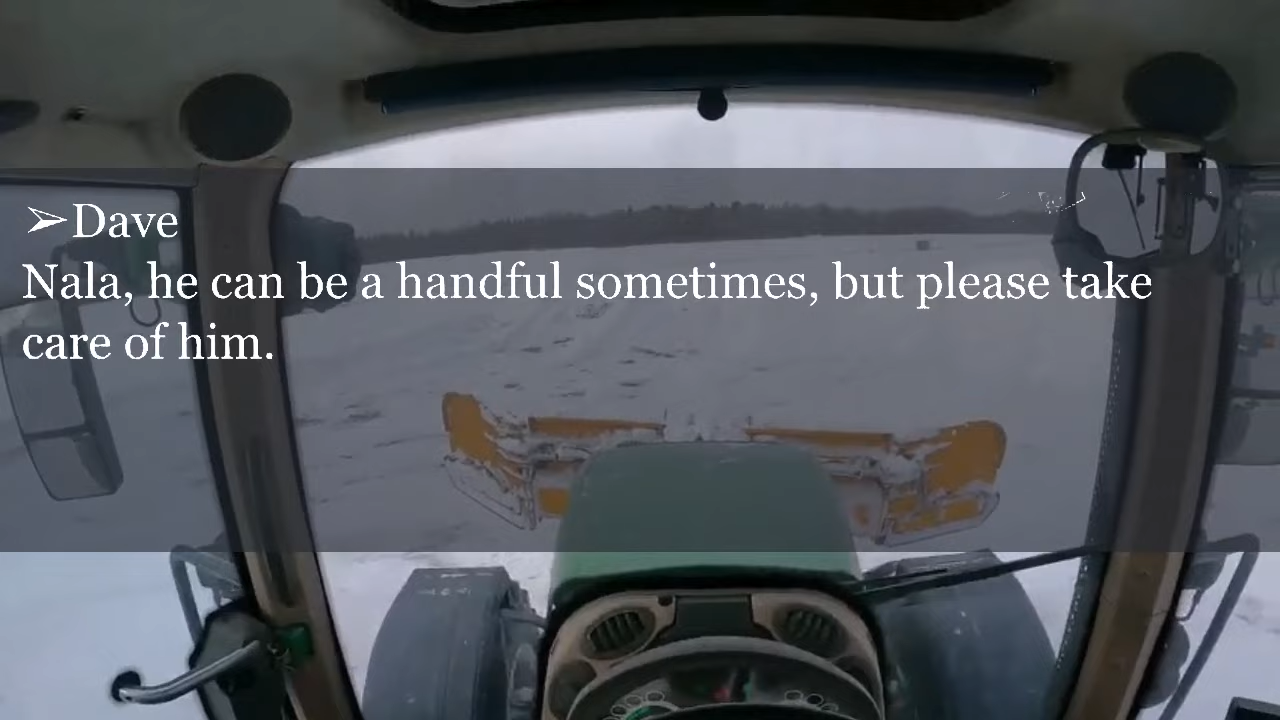 ➢Dave
Nala, he can be a handful sometimes, but please take
care of him.